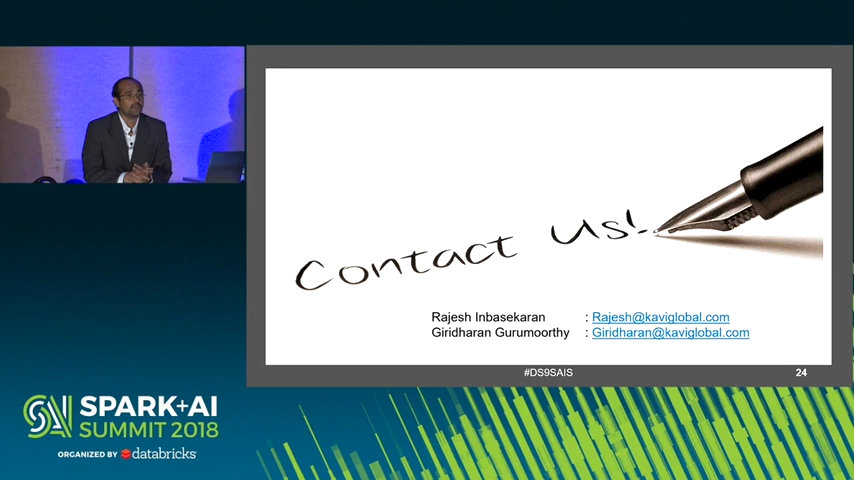 Contact Us!
Rajesh Inbasekaran : Rajesh@kaviglobal.com
Giridharan Gurumoorthy : Giridharan@kaviglobal.com
#DS9SAIS 24
SAI SPARK+AI
SUMMIT 2018
ORGANIZED BY databricks